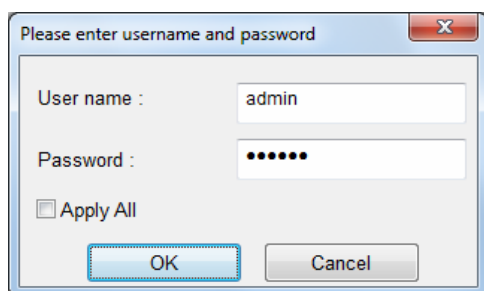 Please enter username and password
User name :
admin
Password :
●●●●●●
Apply All
OK
Cancel